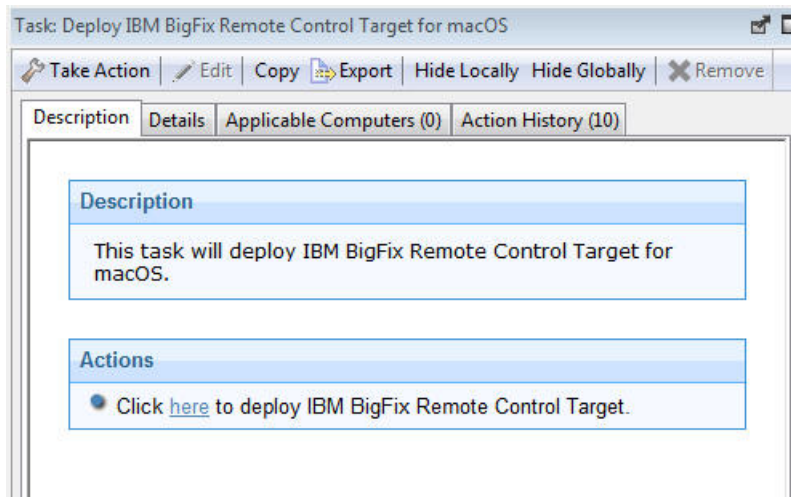 Task: Deploy IBM BigFix Remote Control Target for macOS
Take Action Edit Copy Export Hide Locally Hide Globally Remove
Description Details Applicable Computers (0) Action History (10)
Description
This task will deploy IBM BigFix Remote Control Target for
macOS.
Actions
Click here to deploy IBM BigFix Remote Control Target.